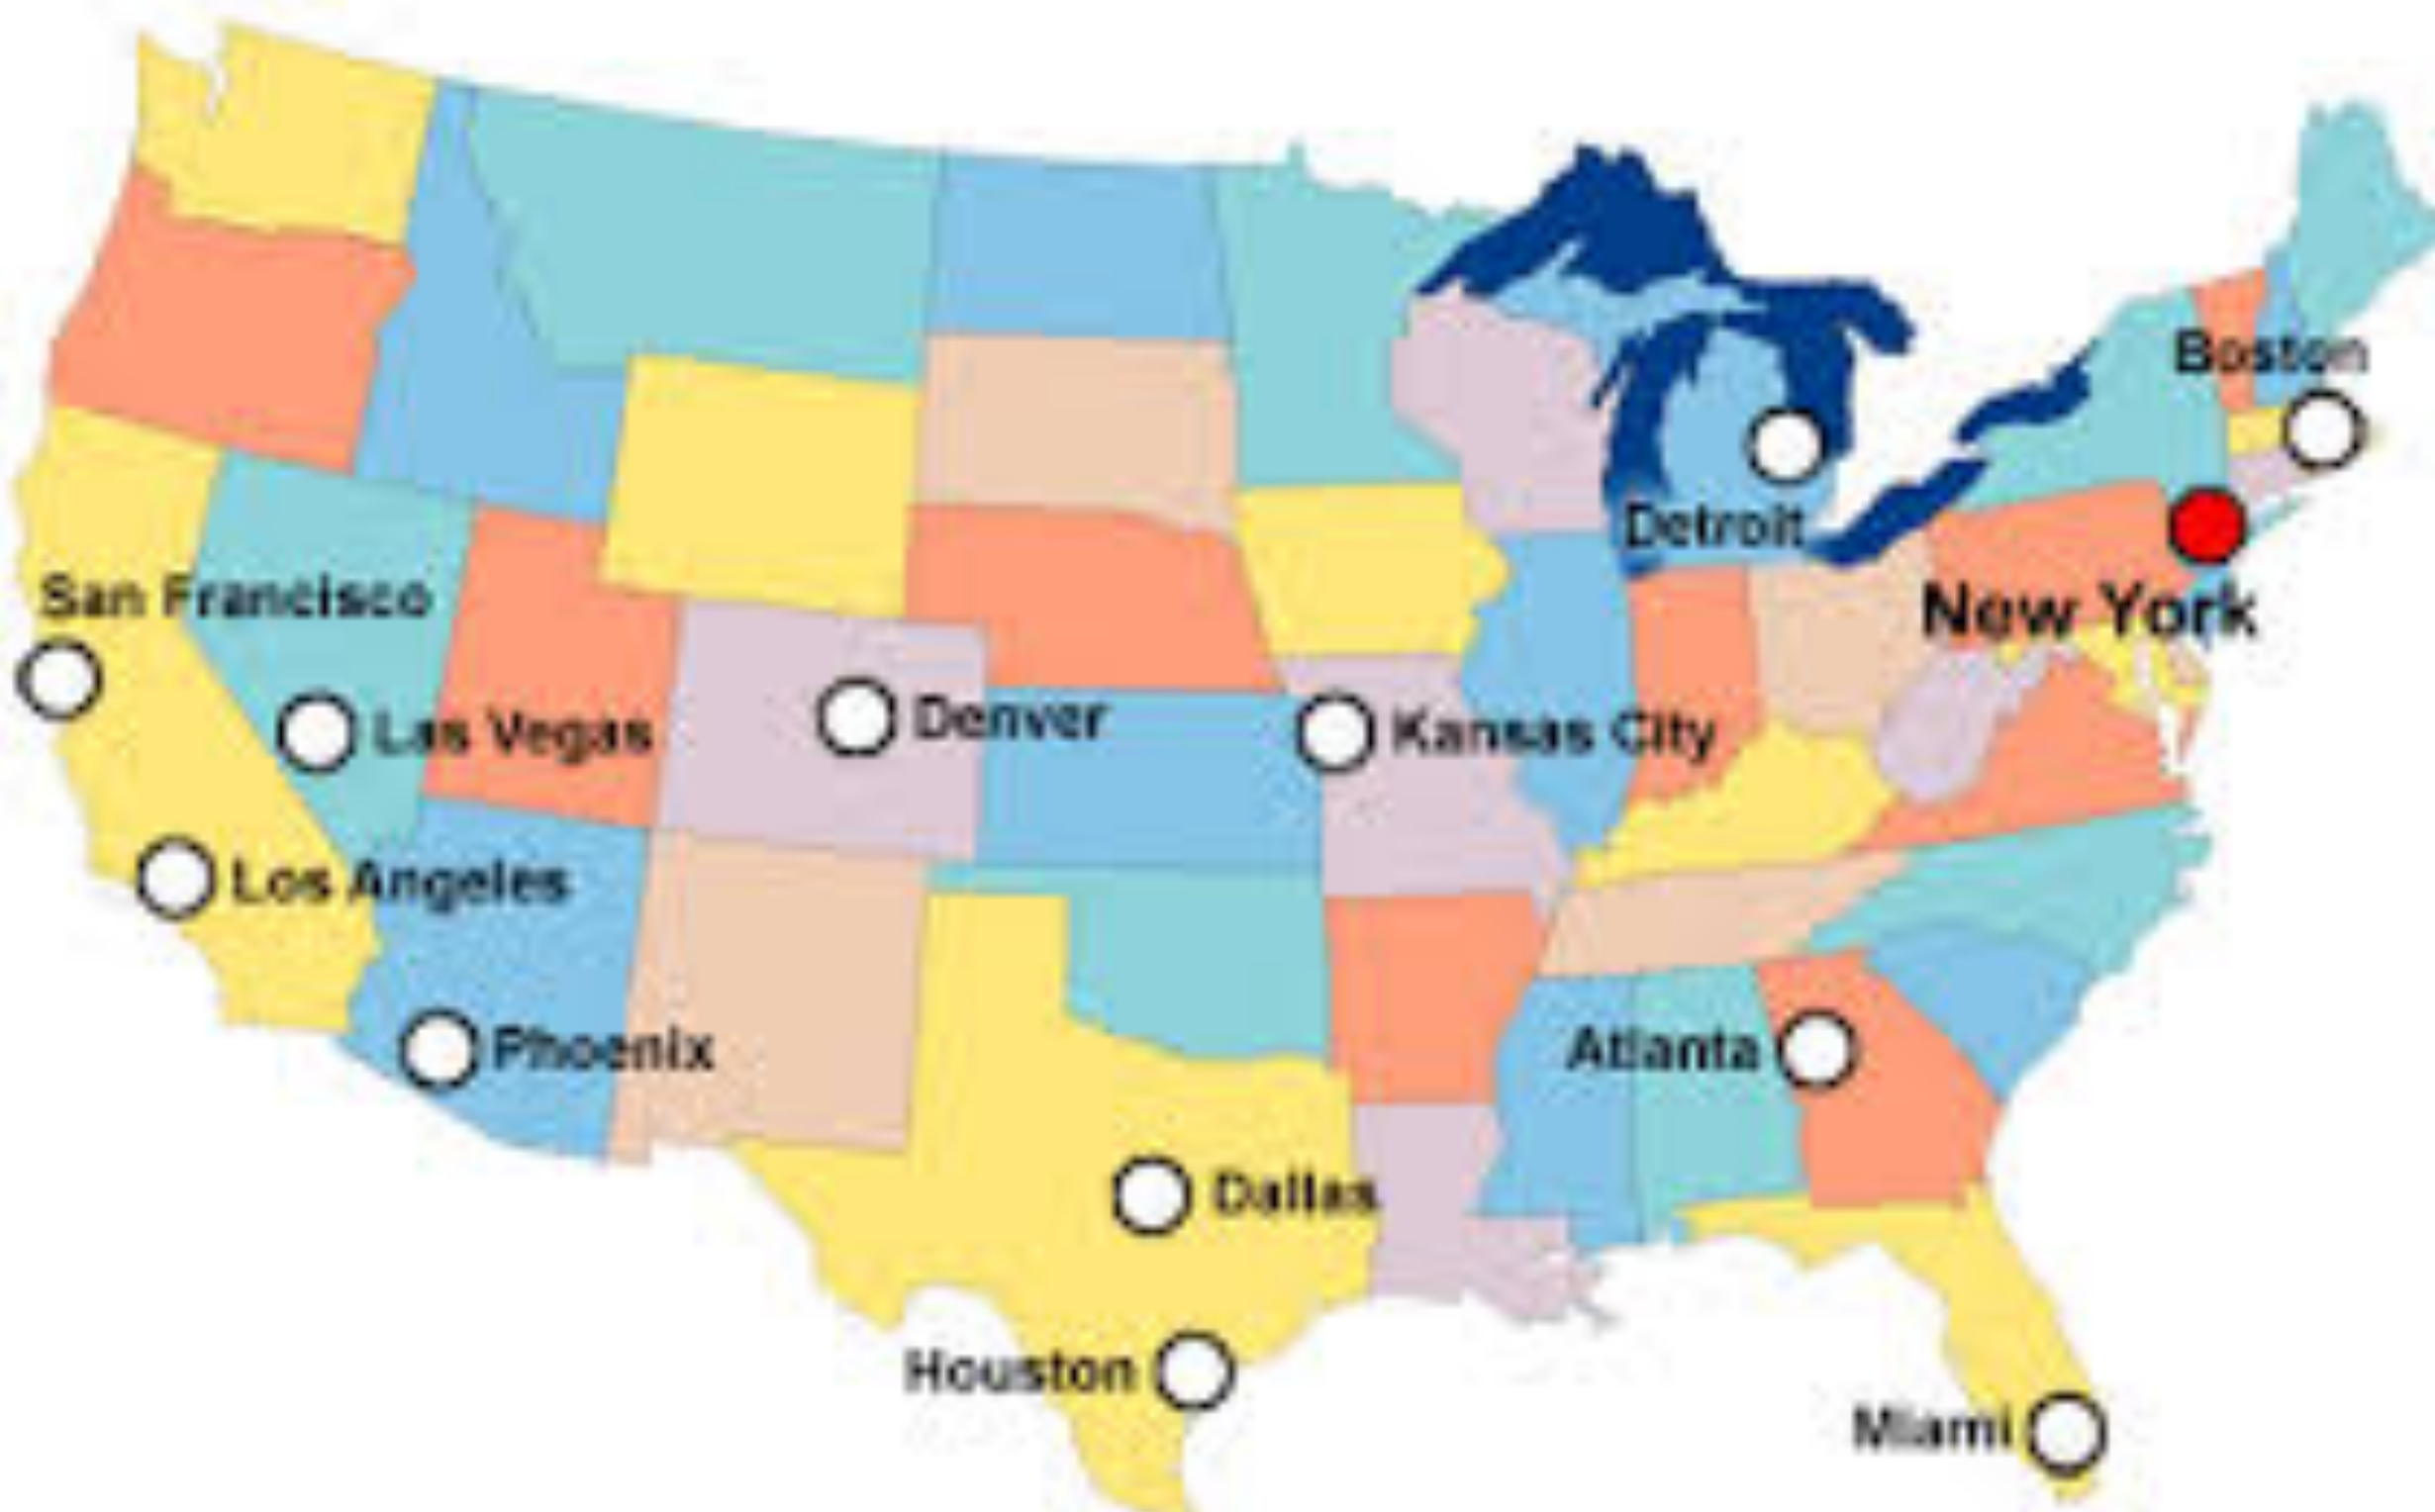 Boston
Detroit
San Francisco
New York
Las Vegas
Denver
Kansas City
Los Angeles
Phoenix
Atlanta
Dallas
Houston
Miami